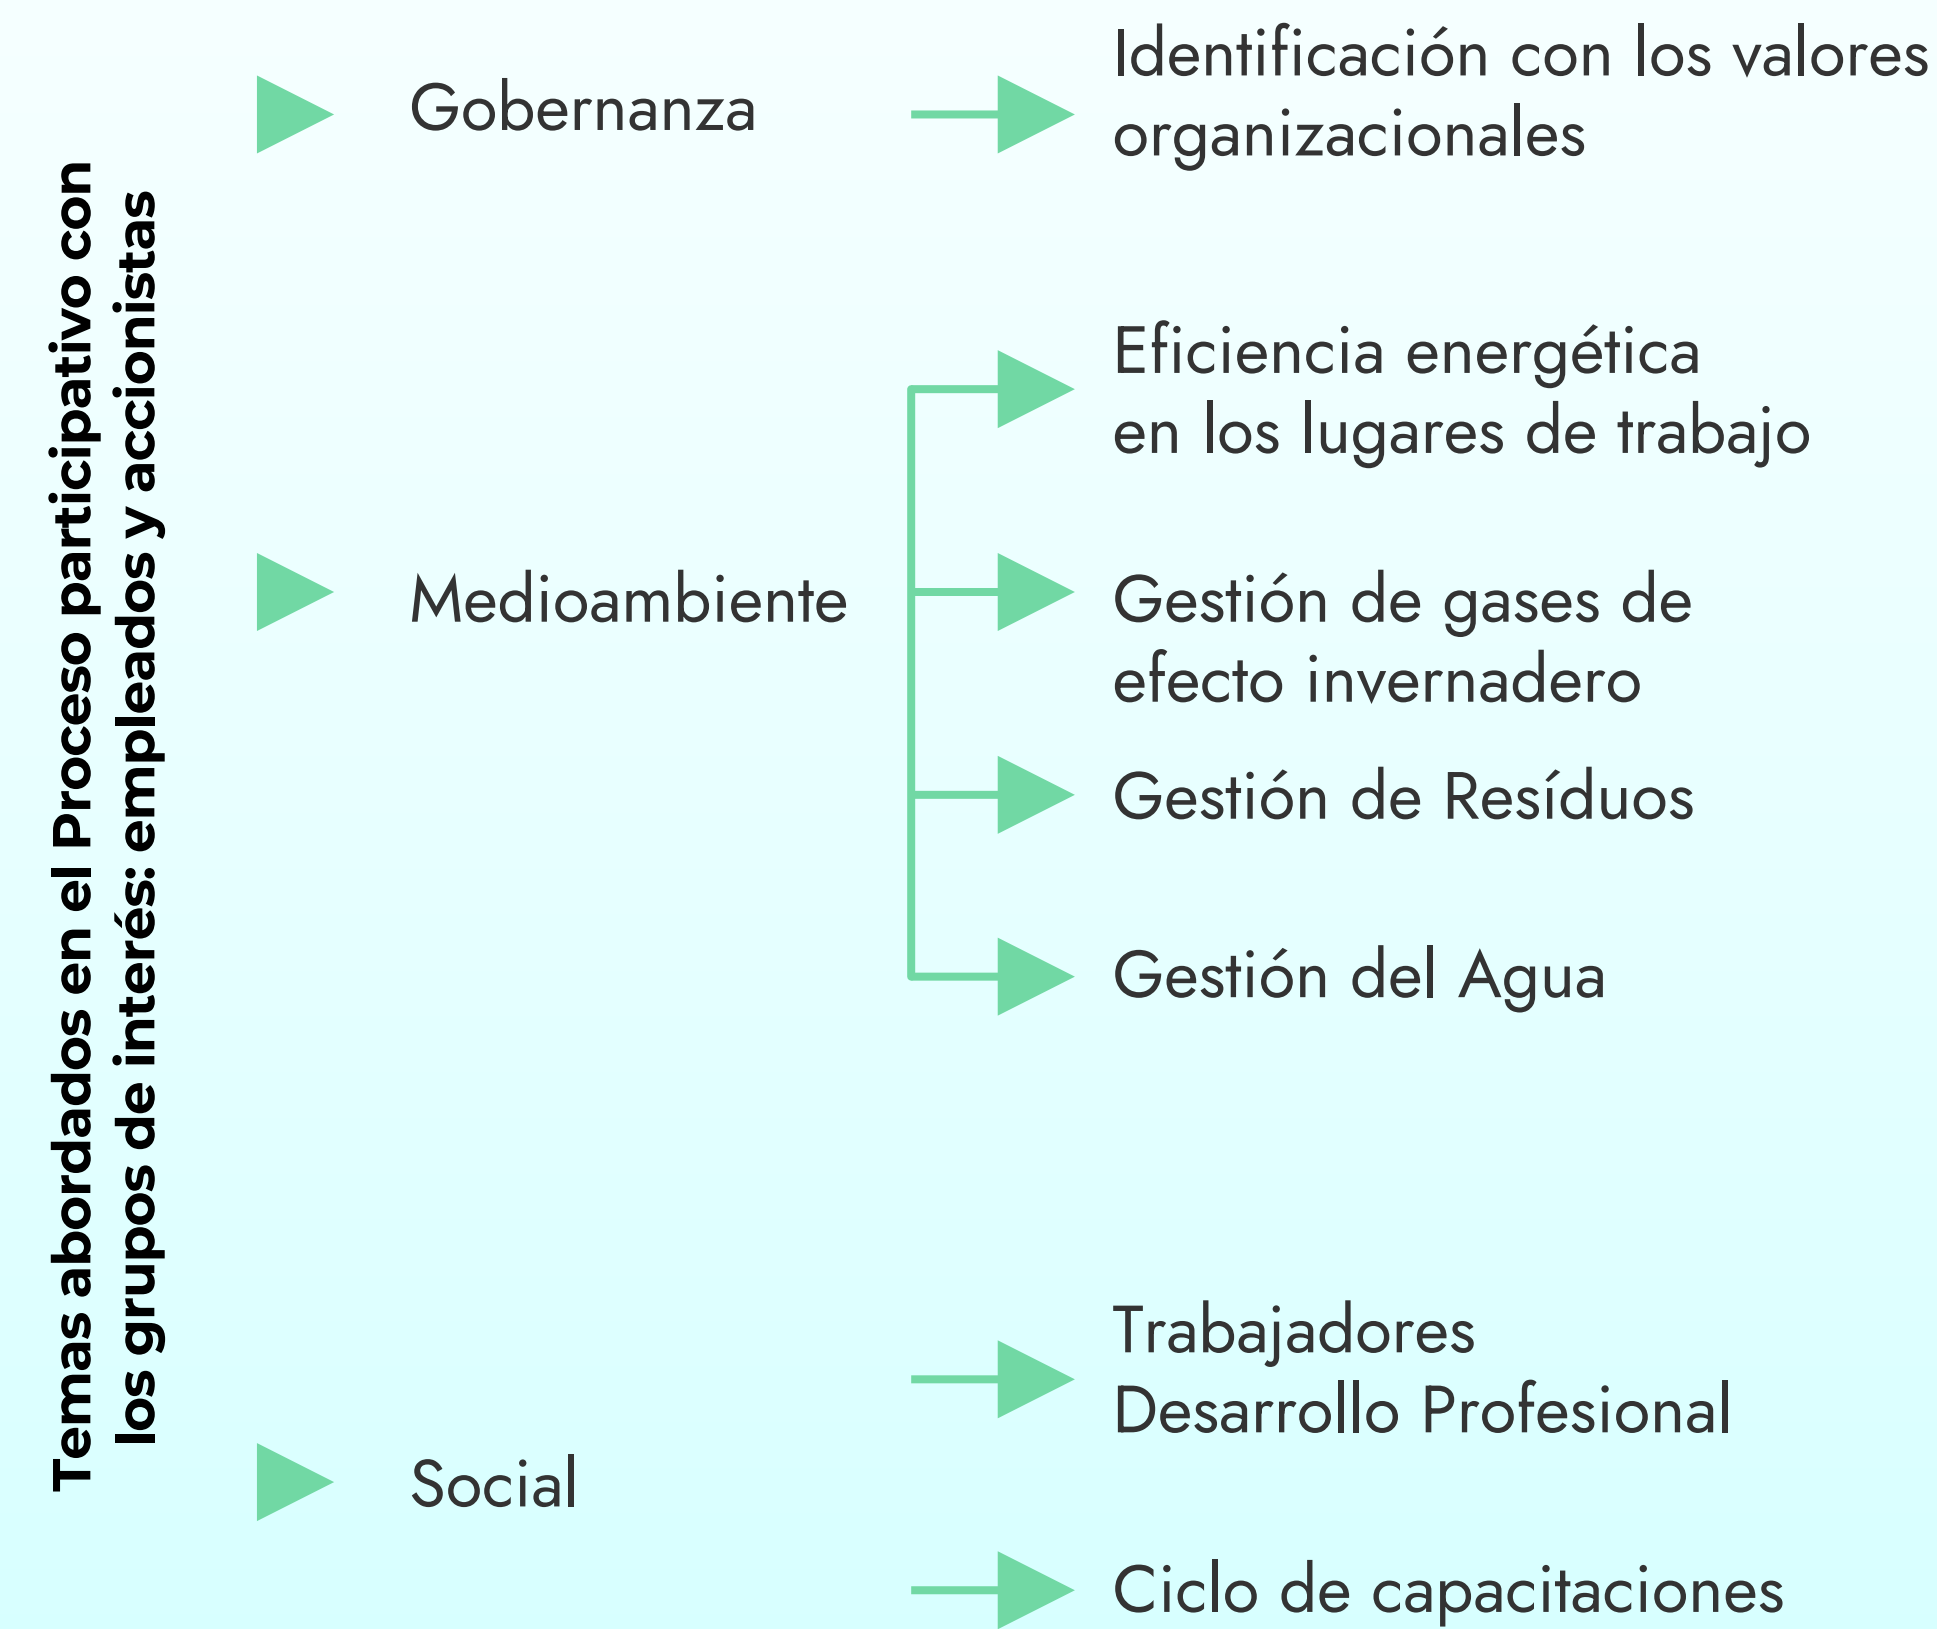 Temas abordados en el Proceso participativo con
los grupos de interés: empleados y accionistas
Gobernanza
Identificación con los valores
organizacionales
Medioambiente
Eficiencia energética
en los lugares de trabajo
Gestión de gases de
efecto invernadero
Gestión de Resíduos
Gestión del Agua
Social
Trabajadores
Desarrollo Profesional
Ciclo de capacitaciones